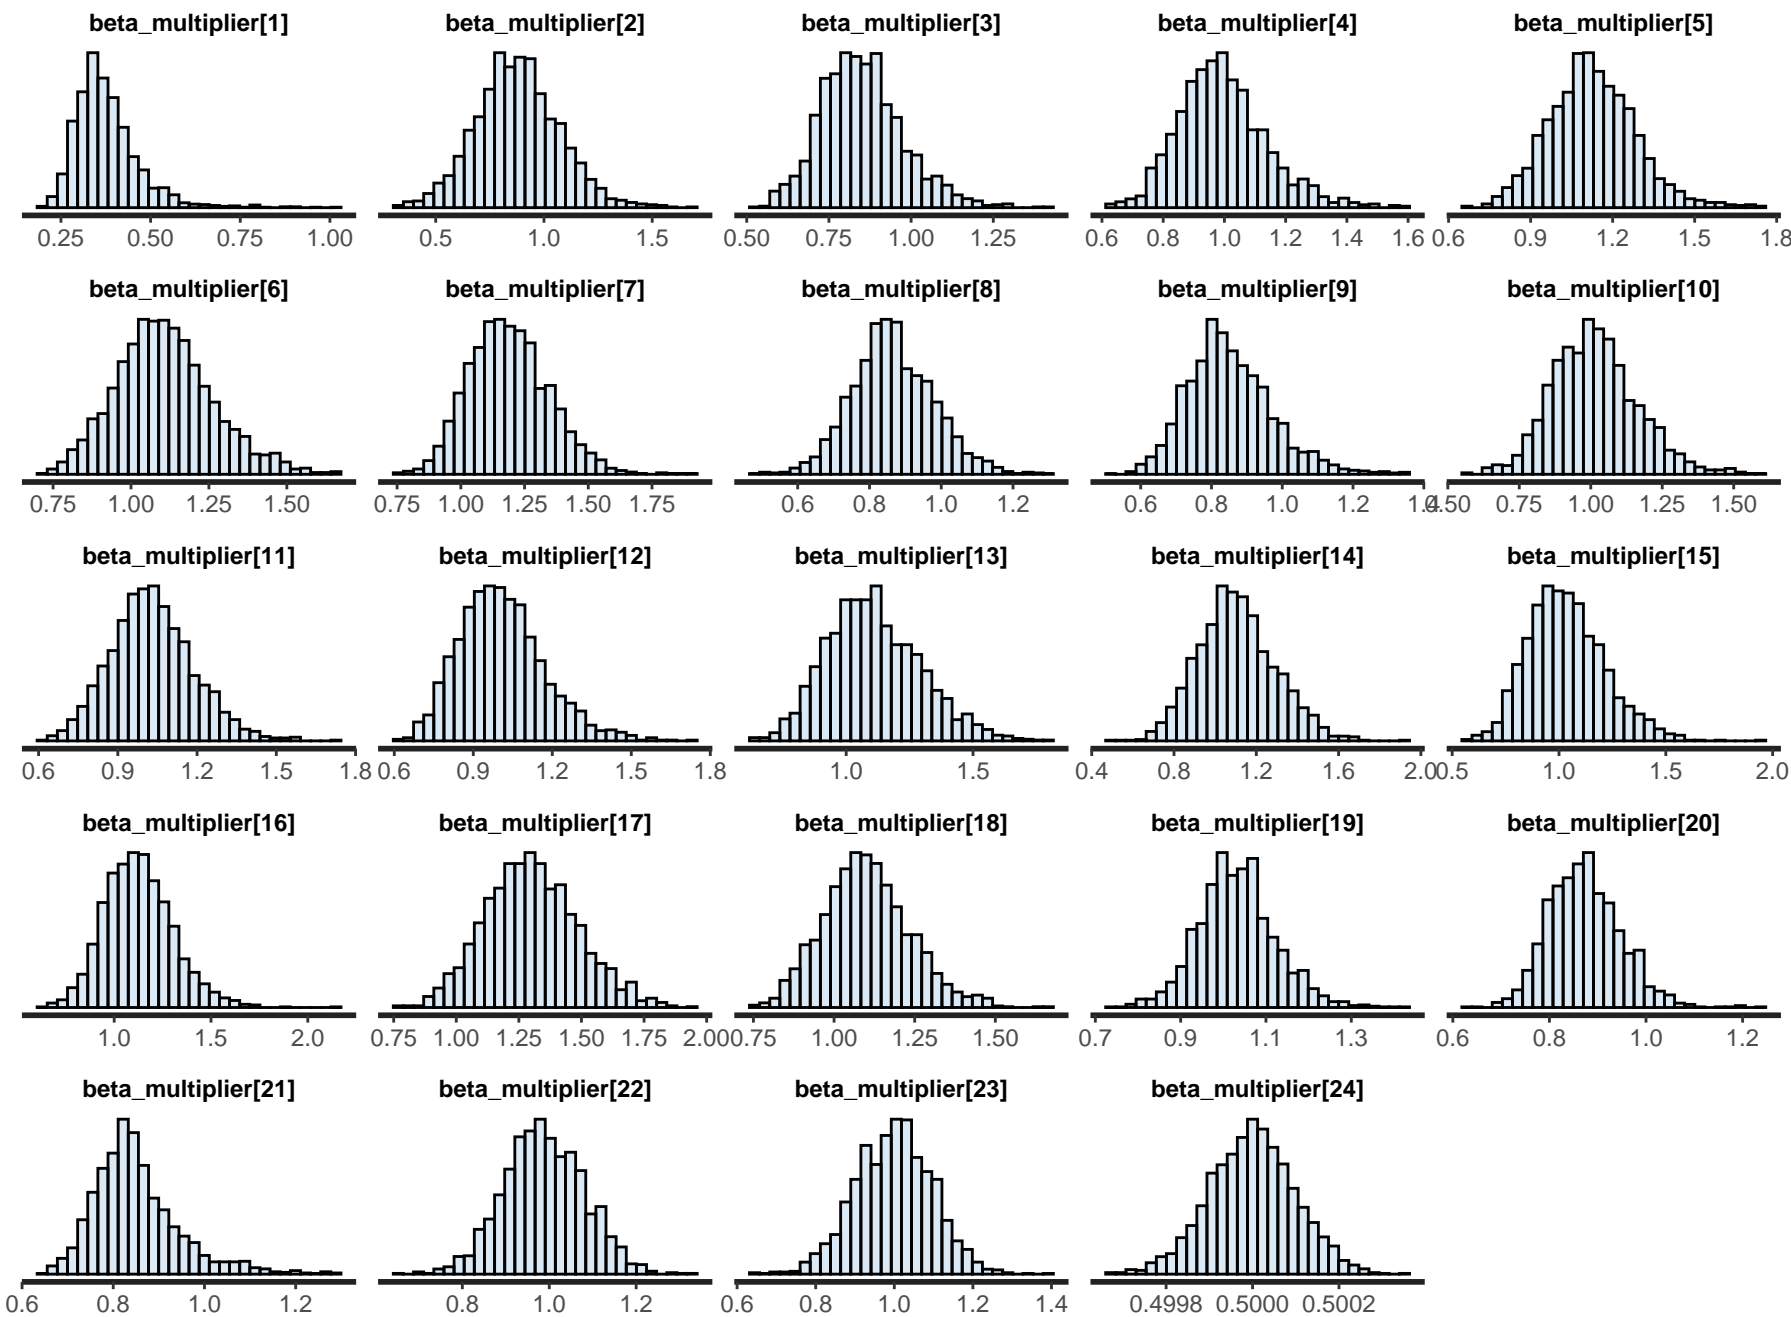 beta_multiplier[1] beta_multiplier[2] beta_multiplier[3] beta_multiplier[4] beta_multiplier[5]
0.25 0.50 0.75 1.00 0.5 1.0 1.5 0.50 0.75 1.00 1.25 0.6 0.8 1.0 1.2 1.4 1.6 0.6 0.9 1.2 1.5 1.8
beta_multiplier[6] beta_multiplier[7] beta_multiplier[8] beta_multiplier[9] beta_multiplier[10]
0.75 1.00 1.25 1.50 0.75 1.00 1.25 1.50 1.75 0.6 0.8 1.0 1.2 0.6 0.8 1.0 1.2 1.4 0.50 0.75 1.00 1.25 1.50
beta_multiplier[11] beta_multiplier[12] beta_multiplier[13] beta_multiplier[14] beta_multiplier[15]
0.6 0.9 1.2 1.5 1.8 0.6 0.9 1.2 1.5 1.8 1.0 1.5 0.4 0.8 1.2 1.6 2.0 0.5 1.0 1.5 2.0
beta_multiplier[16] beta_multiplier[17] beta_multiplier[18] beta_multiplier[19] beta_multiplier[20]
1.0 1.5 2.0 0.75 1.00 1.25 1.50 1.75 2.00 0.75 1.00 1.25 1.50 0.7 0.9 1.1 1.3 0.6 0.8 1.0 1.2
beta_multiplier[21] beta_multiplier[22] beta_multiplier[23] beta_multiplier[24]
0.6 0.8 1.0 1.2 0.8 1.0 1.2 0.6 0.8 1.0 1.2 1.4 0.4998 0.5000 0.5002